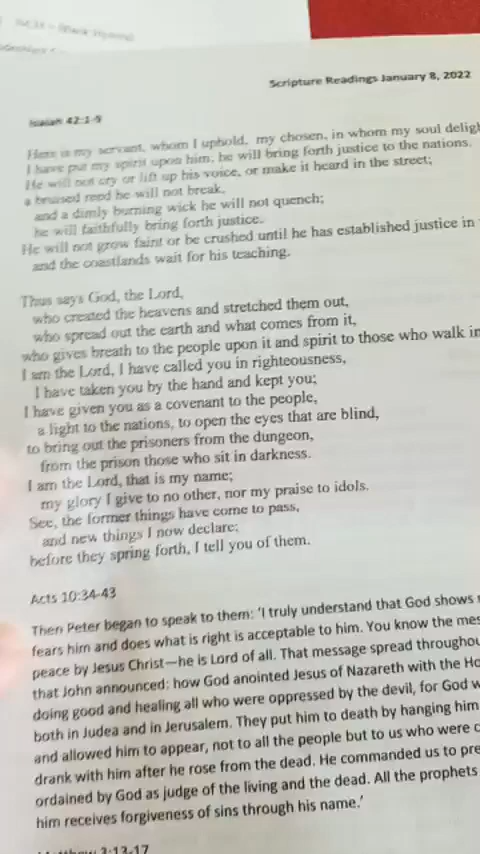 Hymns
Scripture Readings January 8, 2022
Isaiah 42:1-9
Here is my servant, whom I uphold, my chosen, in whom my soul deligh
I have put my spirit upon him; he will bring forth justice to the nations.
He will not cry or lift up his voice, or make it heard in the street;
a bruised reed he will not break,
and a dimly burning wick he will not quench;
he will faithfully bring forth justice.
He will not grow faint or be crushed until he has established justice in
and the coastlands wait for his teaching.
Thus says God, the Lord,
who created the heavens and stretched them out,
who spread out the earth and what comes from it,
who gives breath to the people upon it and spirit to those who walk in
I am the Lord, I have called you in righteousness,
I have taken you by the hand and kept you;
I have given you as a covenant to the people,
a light to the nations, to open the eyes that are blind,
to bring out the prisoners from the dungeon,
from the prison those who sit in darkness.
I am the Lord, that is my name;
my glory I give to no other, nor my praise to idols.
See, the former things have come to pass,
and new things I now declare;
before they spring forth, I tell you of them.
Acts 10:34-43
Then Peter began to speak to them: 'I truly understand that God shows
fears him and does what is right is acceptable to him. You know the mes
peace by Jesus Christ—he is Lord of all. That message spread throughou
that John announced: how God anointed Jesus of Nazareth with the Ho
doing good and healing all who were oppressed by the devil, for God w
both in Judea and in Jerusalem. They put him to death by hanging him
and allowed him to appear, not to all the people but to us who were c
drank with him after he rose from the dead. He commanded us to pre
ordained by God as judge of the living and the dead. All the prophets
him receives forgiveness of sins through his name.'
Matthew 3:13-17